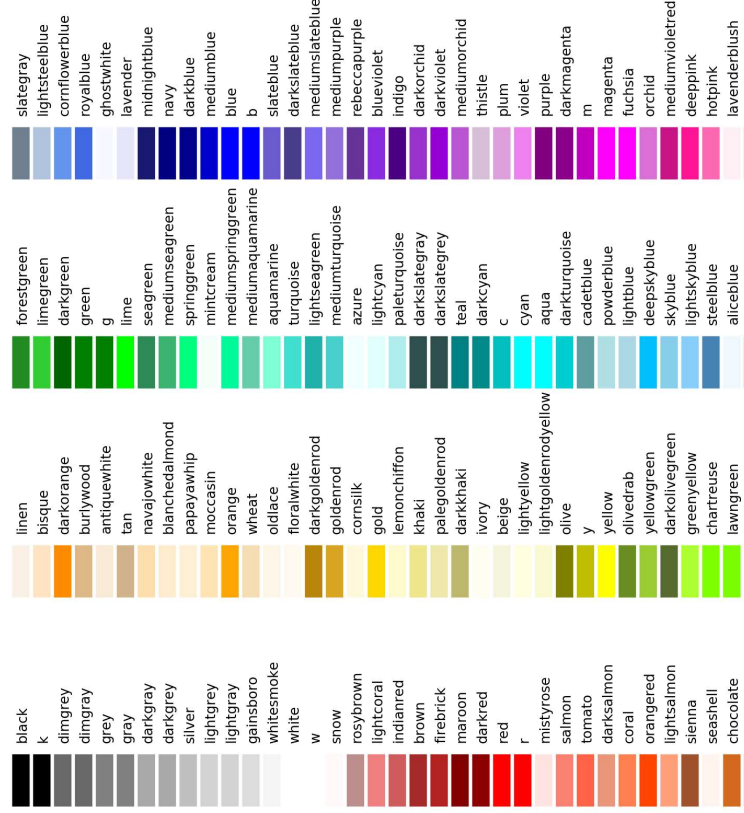 slategray
lightsteelblue
cornflowerblue
royalblue
ghostwhite
lavender
midnightblue
navy
darkblue
mediumblue
blue
b
slateblue
darkslateblue
mediumslateblue
mediumpurple
rebeccapurple
blueviolet
indigo
darkorchid
darkviolet
mediumorchid
thistle
plum
violet
purple
darkmagenta
m
magenta
fuchsia
orchid
mediumvioletred
deeppink
hotpink
lavenderblush
forestgreen
limegreen
darkgreen
green
g
lime
seagreen
mediumseagreen
springgreen
mintcream
mediumspringgreen
mediumaquamarine
aquamarine
turquoise
lightseagreen
mediumturquoise
azure
lightcyan
paleturquoise
darkslategray
darkslategrey
teal
darkcyan
c
cyan
aqua
darkturquoise
cadetblue
powderblue
lightblue
deepskyblue
skyblue
lightskyblue
steelblue
aliceblue
linen
bisque
darkorange
burlywood
antiquewhite
tan
navajowhite
blanchedalmond
papayawhip
moccasin
orange
wheat
oldlace
floralwhite
darkgoldenrod
goldenrod
cornsilk
gold
lemonchiffon
khaki
palegoldenrod
darkkhaki
ivory
beige
lightyellow
lightgoldenrodyellow
olive
y
yellow
olivedrab
yellowgreen
darkolivegreen
greenyellow
chartreuse
lawngreen
black
k
dimgrey
dimgray
grey
gray
darkgray
darkgrey
silver
lightgrey
lightgray
gainsboro
whitesmoke
white
w
snow
rosybrown
lightcoral
indianred
brown
firebrick
maroon
darkred
red
r
mistyrose
salmon
tomato
darksalmon
coral
orangered
lightsalmon
sienna
seashell
chocolate